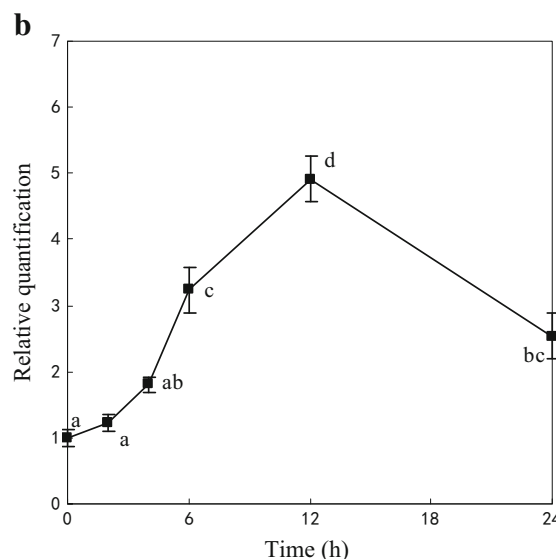 b
7
6
5
4
3
2
1
0
Relative quantification
a
a
ab
c
d
bc
0 6 12 18 24
Time (h)